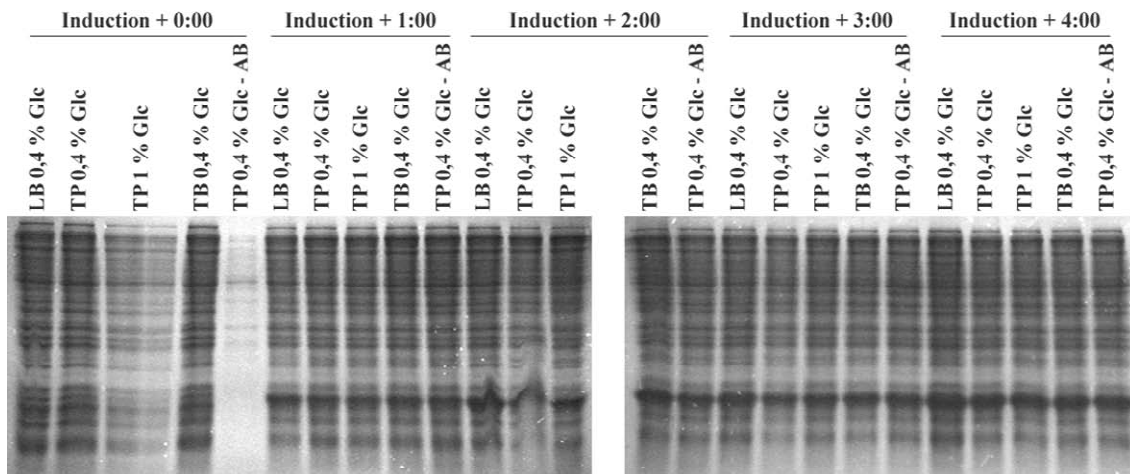 Induction + 0:00
Induction + 1:00
Induction + 2:00
Induction + 3:00
Induction + 4:00
LB 0,4 % Glc
TP 0,4 % Glc
TP 1 % Glc
TB 0,4 % Glc
TP 0,4 % Glc - AB
LB 0,4 % Glc
TP 0,4 % Glc
TP 1 % Glc
TB 0,4 % Glc
TP 0,4 % Glc - AB
LB 0,4 % Glc
TP 0,4 % Glc
TP 1 % Glc
TB 0,4 % Glc
TP 0,4 % Glc - AB
LB 0,4 % Glc
TP 0,4 % Glc
TP 1 % Glc
TB 0,4 % Glc
TP 0,4 % Glc - AB
LB 0,4 % Glc
TP 0,4 % Glc
TP 1 % Glc
TB 0,4 % Glc
TP 0,4 % Glc - AB